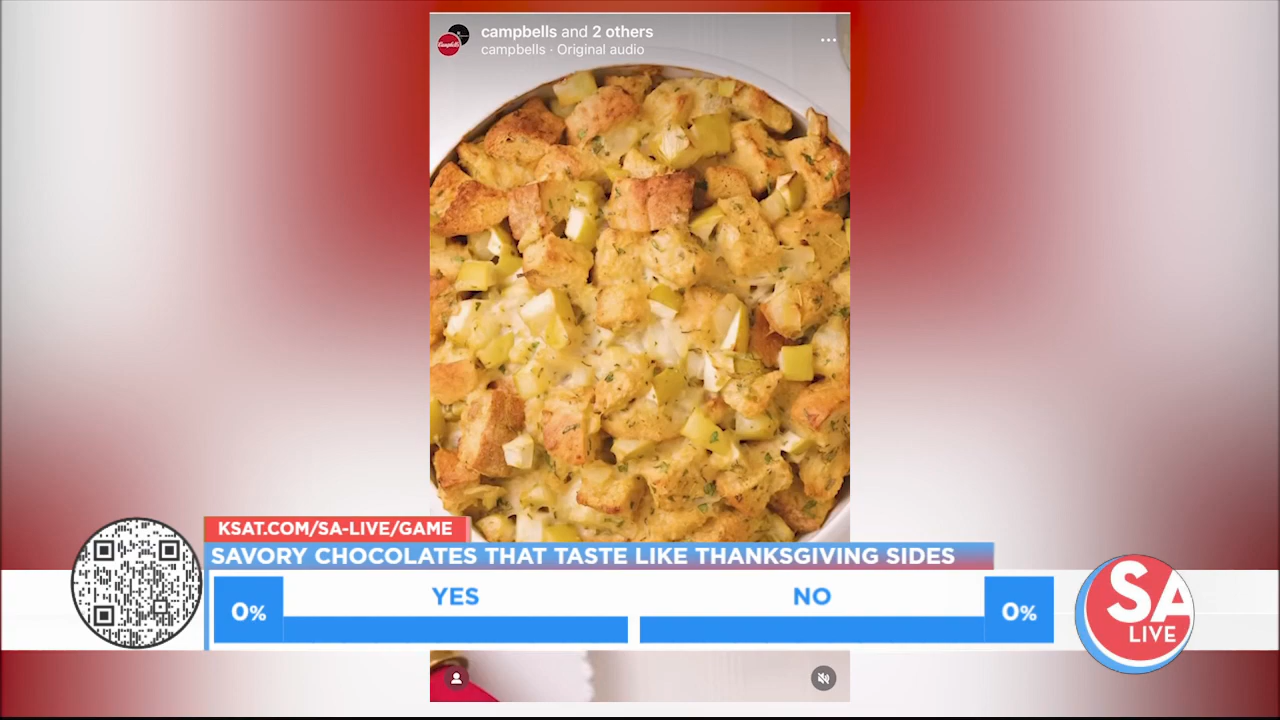 campbells and 2 others
campbells · Original audio
Campbell's
KSAT.COM/SA-LIVE/GAME
SAVORY CHOCOLATES THAT TASTE LIKE THANKSGIVING SIDES
0% YES NO 0%
SA
LIVE